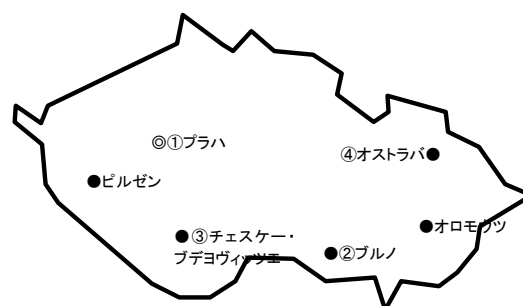 ◎①プラハ
④オストラバ●
●ピルゼン
●オロモウツ
●③チェスケー・
ブデヨヴィッツェ
●②ブルノ